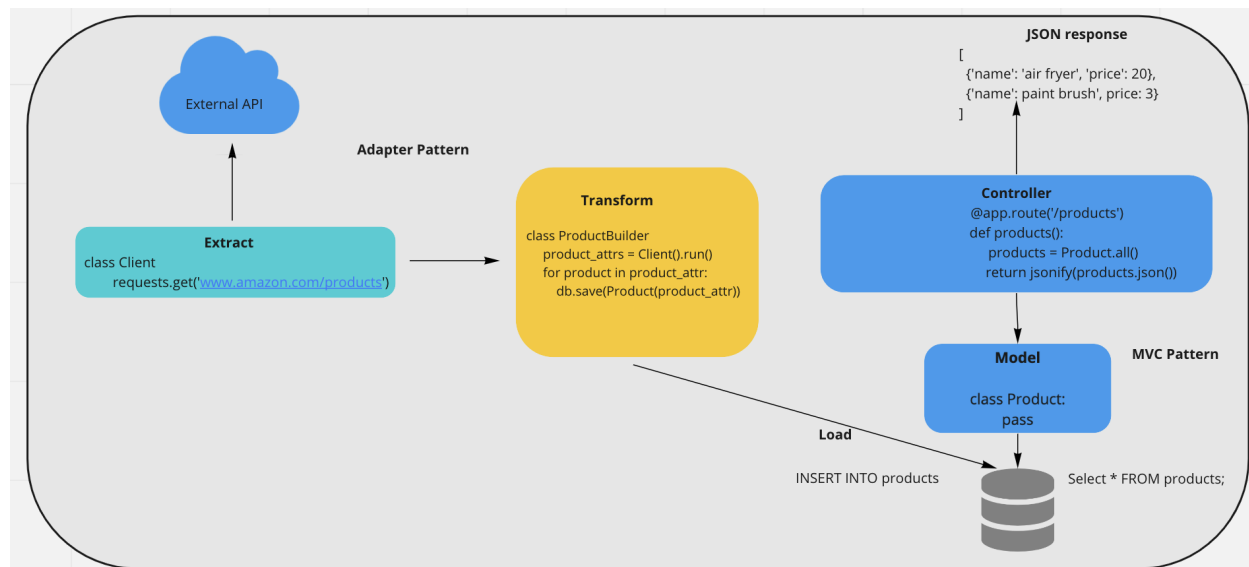 External API
Adapter Pattern
Extract
class Client
requests.get('www.amazon.com/products')
Transform
class ProductBuilder
product_attrs = Client().run()
for product in product_attr:
db.save(Product(product_attr))
Load
INSERT INTO products
JSON response
[
{'name': 'air fryer', 'price': 20},
{'name': paint brush', price: 3}
]
Controller
@app.route('/products')
def products():
products = Product.all()
return jsonify(products.json())
Model
class Product:
pass
MVC Pattern
Select * FROM products;